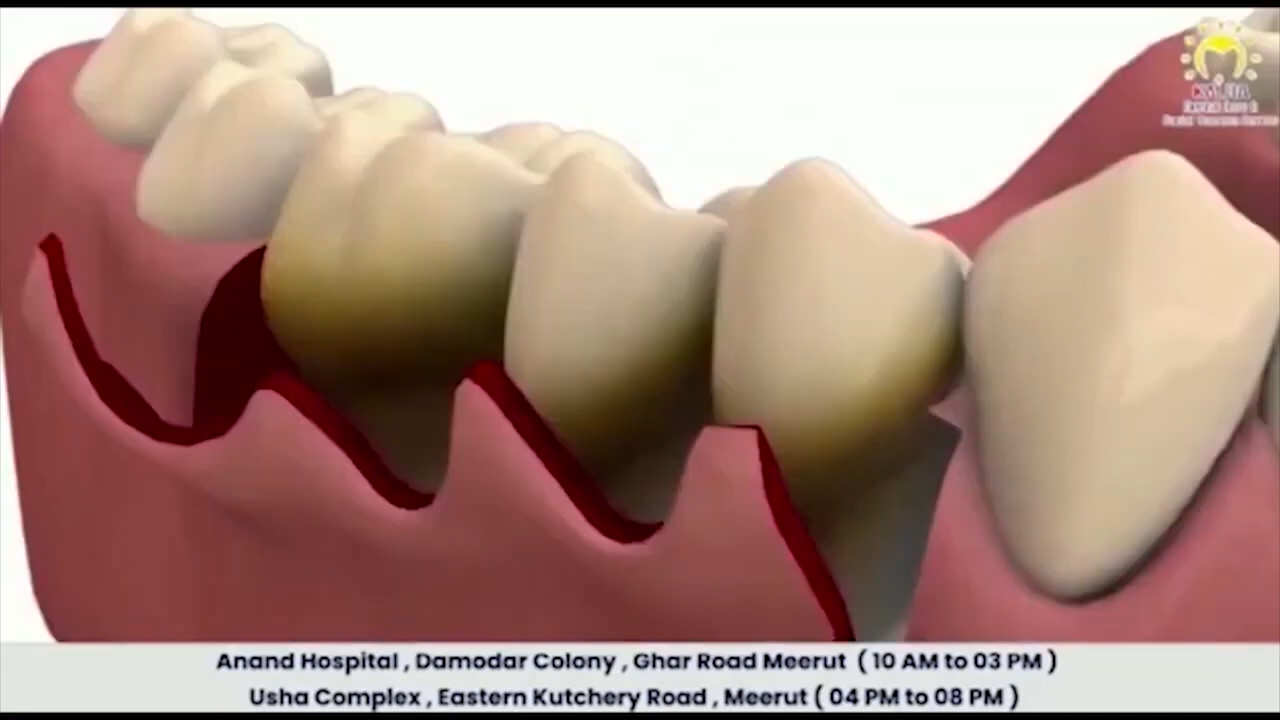 KALRA
Anand Hospital , Damodar Colony , Ghar Road Meerut ( 10 AM to 03 PM )
Usha Complex , Eastern Kutchery Road , Meerut ( 04 PM to 08 PM )